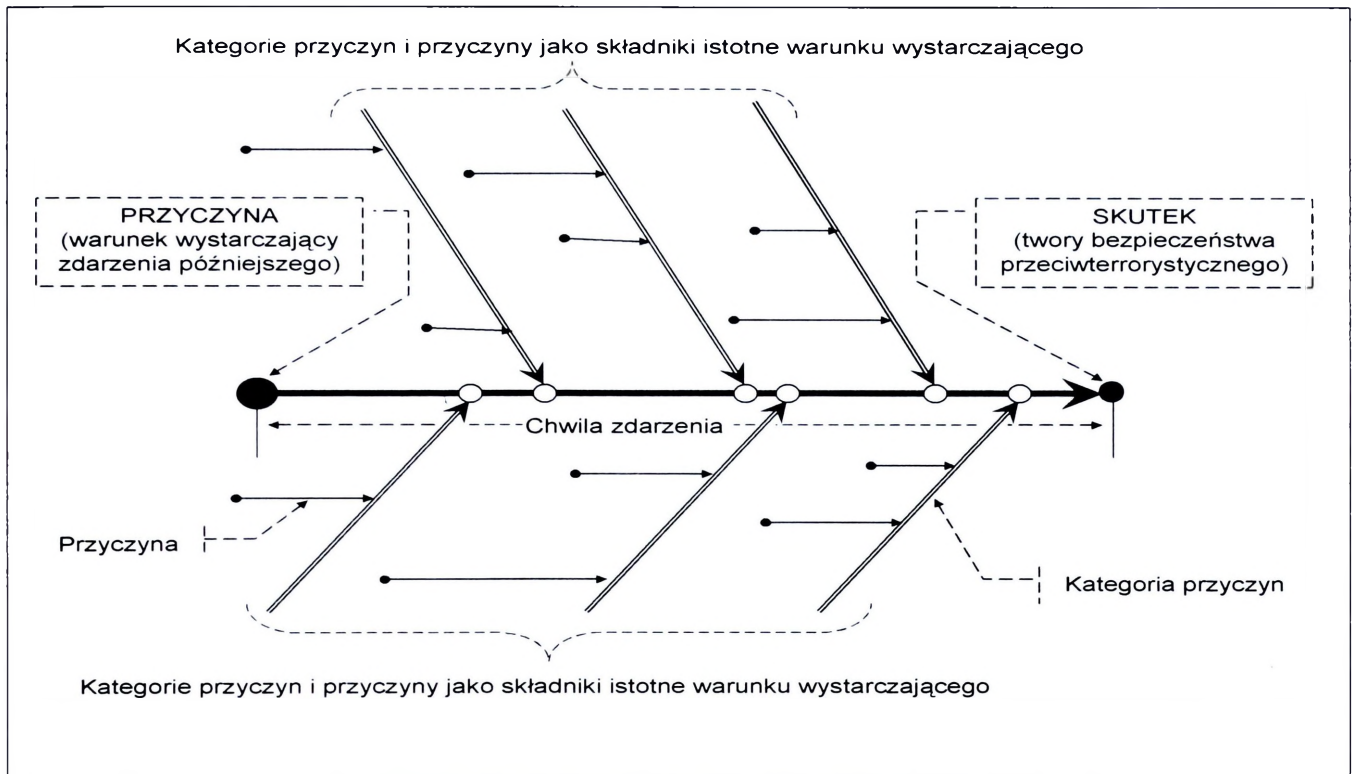 Kategorie przyczyn i przyczyny jako składniki istotne warunku wystarczającego
PRZYCZYNA
(warunek wystarczający
zdarzenia późniejszego)
SKUTEK
(twory bezpieczeństwa
przeciwterrorystycznego)
Chwila zdarzenia
Przyczyna
Kategoria przyczyn
Kategorie przyczyn i przyczyny jako składniki istotne warunku wystarczającego